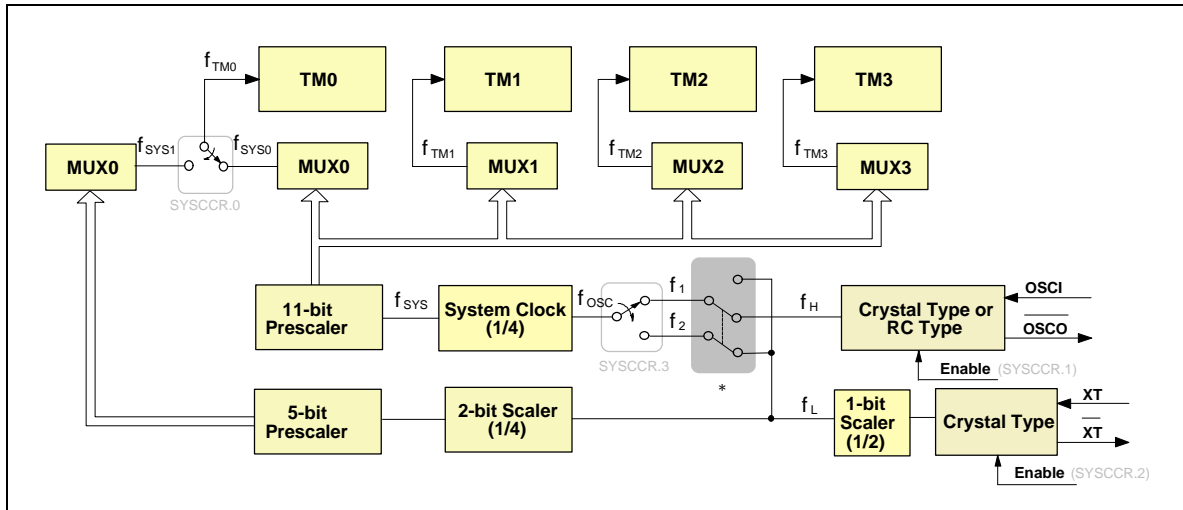 fTM0
TM0
TM1
TM2
TM3
fSYS1
fSYS0
MUX0
MUX0
fTM1
MUX1
fTM2
MUX2
fTM3
MUX3
SYSCCR.0
11-bit
Prescaler
fSYS
System Clock
(1/4)
fOSC
f1
f2
SYSCCR.3
*
fH
Crystal Type or
RC Type
OSCI
OSCO
Enable (SYSCCR.1)
5-bit
Prescaler
2-bit Scaler
(1/4)
fL
1-bit
Scaler
(1/2)
Crystal Type
XT
XT
Enable (SYSCCR.2)